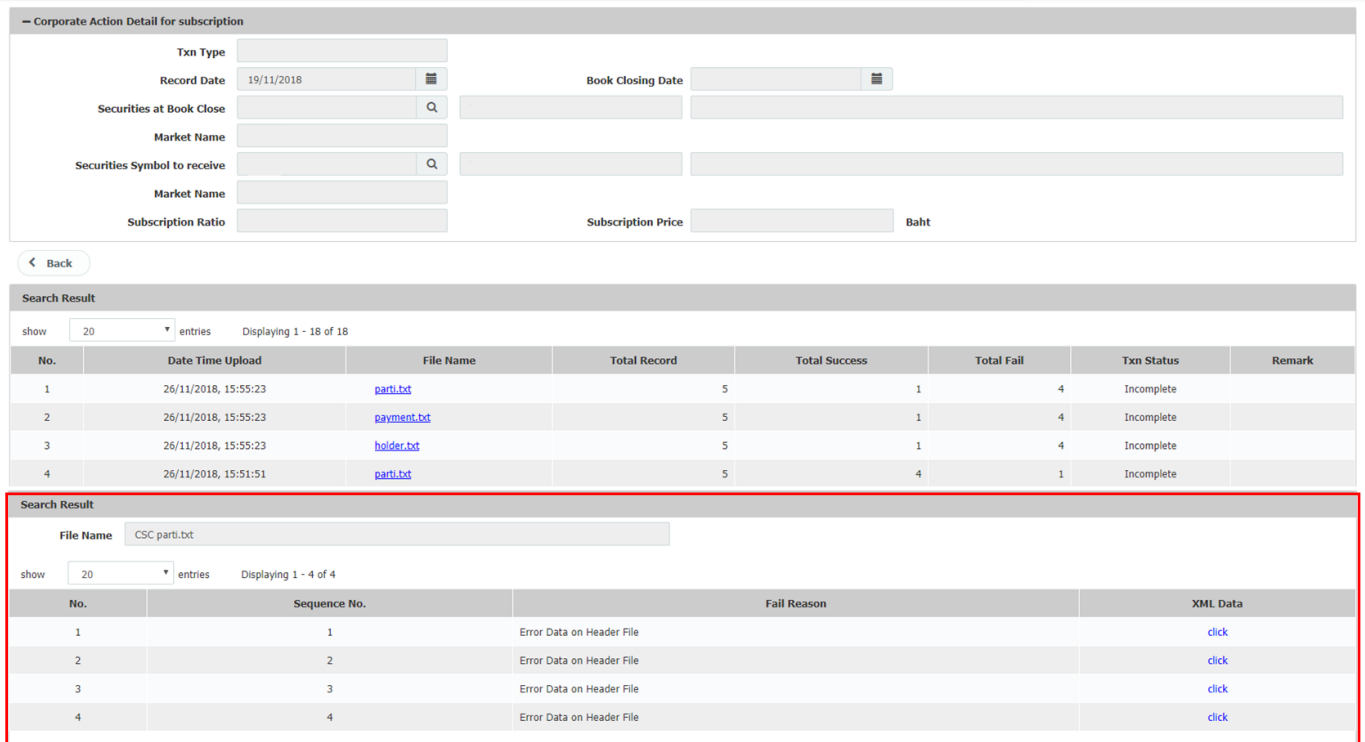 − Corporate Action Detail for subscription
Txn Type
Record Date 19/11/2018 Book Closing Date
Securities at Book Close
Market Name
Securities Symbol to receive
Market Name
Subscription Ratio Subscription Price Baht
Back
Search Result
show 20 entries Displaying 1 - 18 of 18
No. Date Time Upload File Name Total Record Total Success Total Fail Txn Status Remark
1 26/11/2018, 15:55:23 parti.txt 5 1 4 Incomplete
2 26/11/2018, 15:55:23 payment.txt 5 1 4 Incomplete
3 26/11/2018, 15:55:23 holder.txt 5 1 4 Incomplete
4 26/11/2018, 15:51:51 parti.txt 5 4 1 Incomplete
Search Result
File Name CSC parti.txt
show 20 entries Displaying 1 - 4 of 4
No. Sequence No. Fail Reason XML Data
1 1 Error Data on Header File click
2 2 Error Data on Header File click
3 3 Error Data on Header File click
4 4 Error Data on Header File click